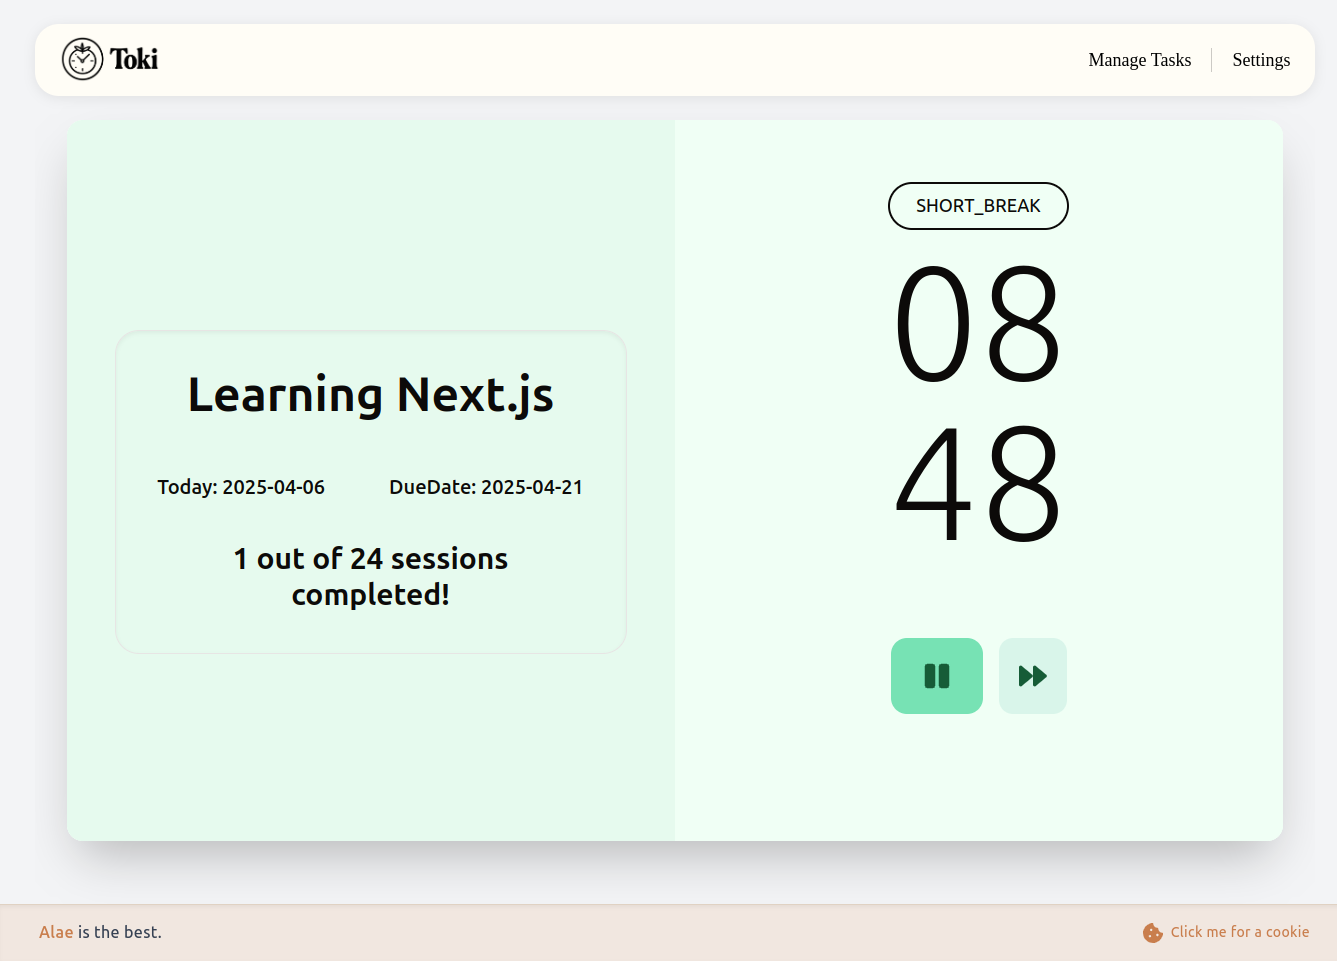 Toki
Manage Tasks
Settings
Learning Next.js
Today: 2025-04-06
DueDate: 2025-04-21
1 out of 24 sessions
completed!
SHORT_BREAK
08
48
Alae is the best.
Click me for a cookie